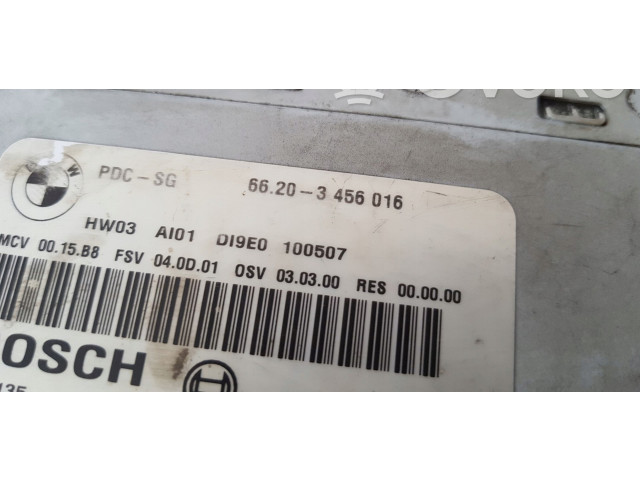 PDC-SG 66.20-3 456 016
HW03 AI01 DI9E0 100507
MCV 00.15.B8 FSV 04.0D.01 OSV 03.03.00 RES 00.00.00
BOSCH